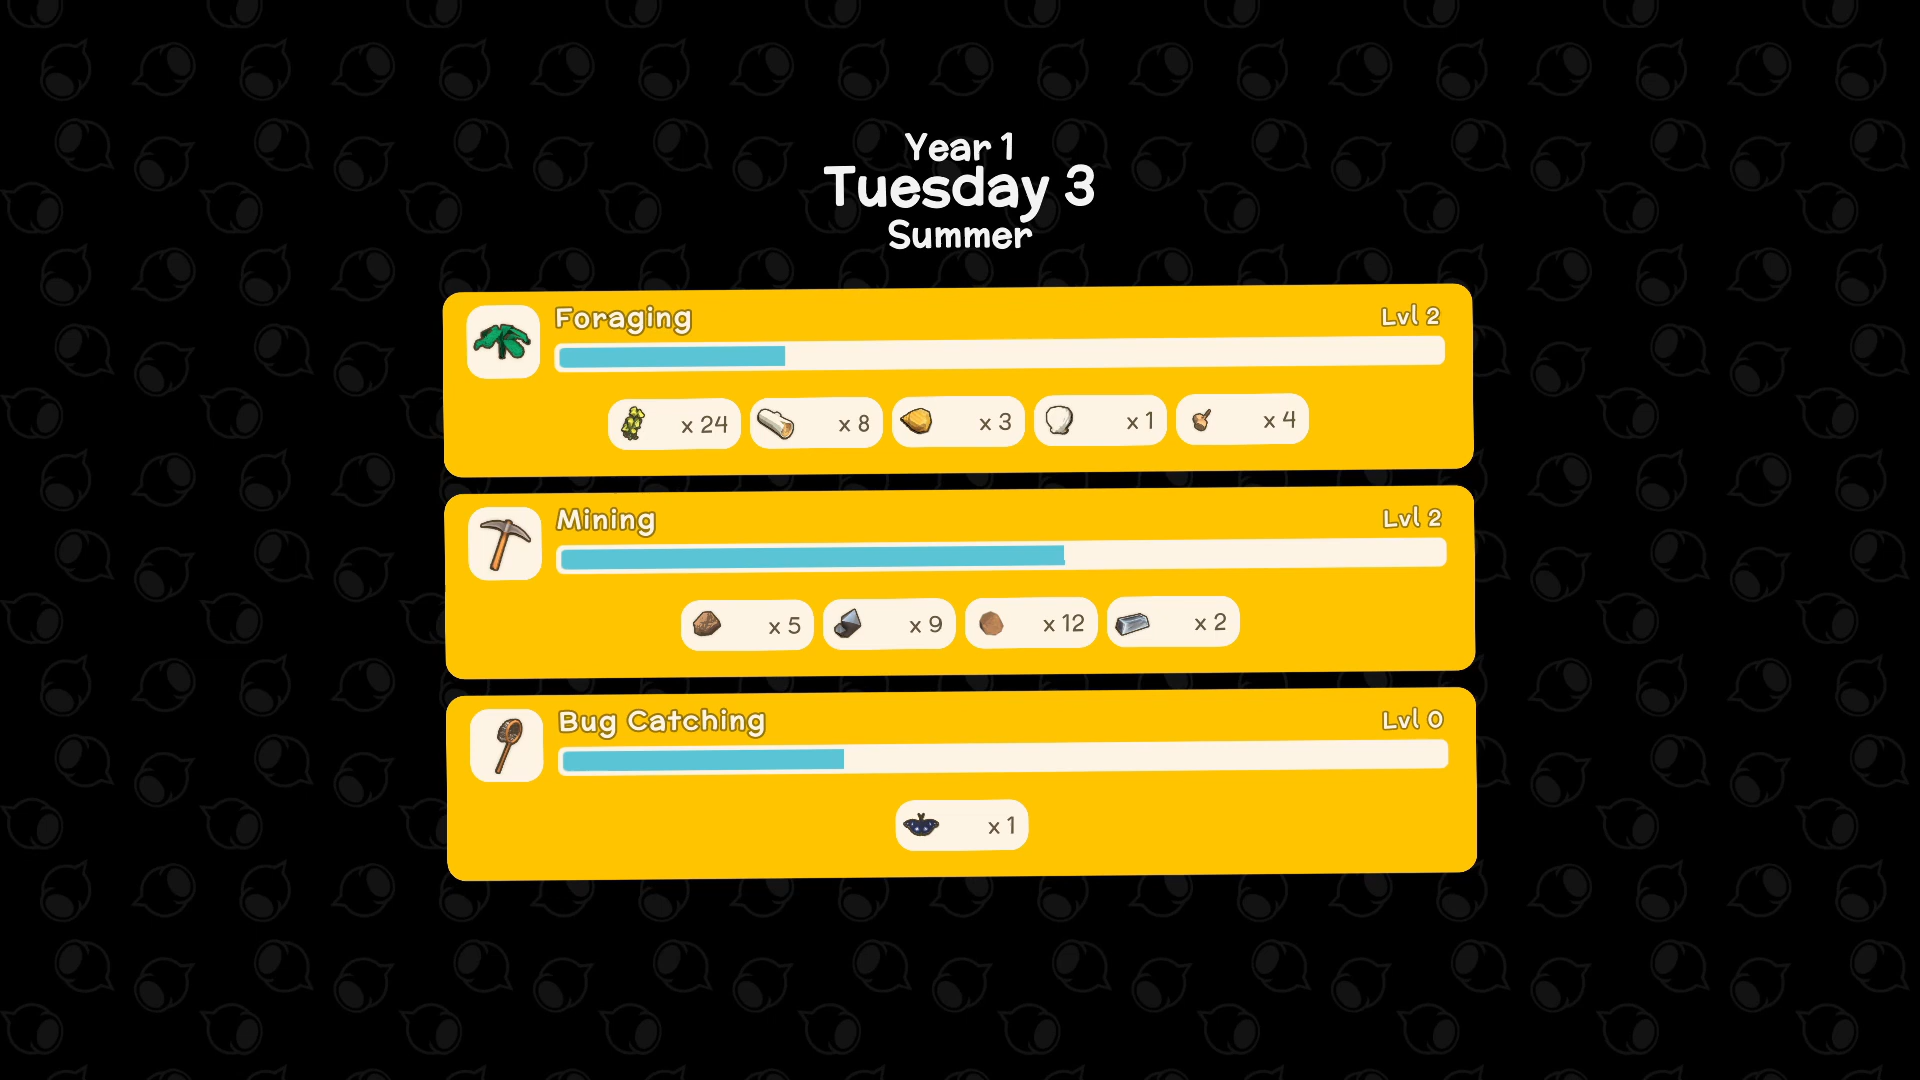 Year 1
Tuesday 3
Summer
Foraging Lvl 2
x 24 x 8 x 3 x 1 x 4
Mining Lvl 2
x 5 x 9 x 12 x 2
Bug Catching Lvl 0
x 1